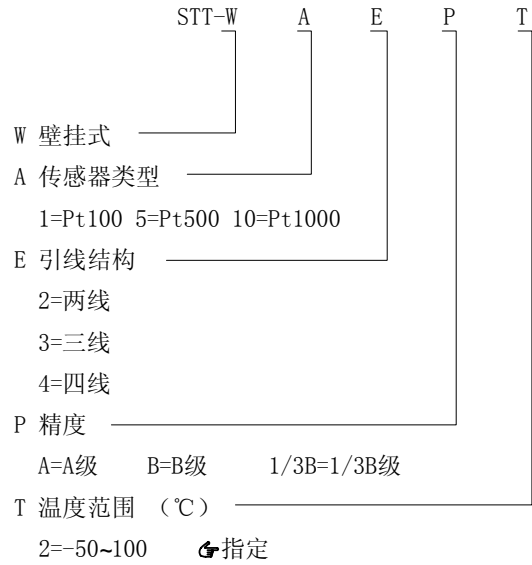 STT-W A E P T
W 壁挂式
A 传感器类型
1=Pt100 5=Pt500 10=Pt1000
E 引线结构
2=两线
3=三线
4=四线
P 精度
A=A级 B=B级 1/3B=1/3B级
T 温度范围 （℃）
2=-50~100 指定